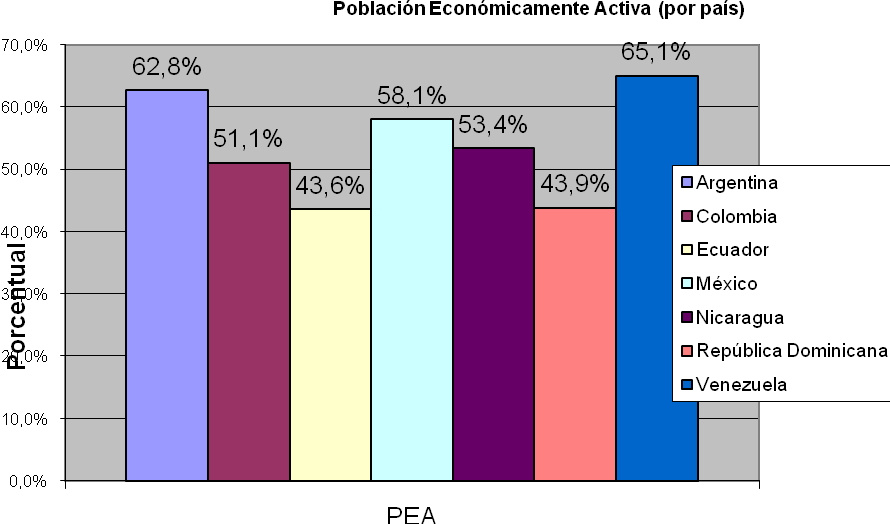 Población Económicamente Activa (por país)
70,0%
60,0%
50,0%
40,0%
30,0%
20,0%
10,0%
0,0%
Porcentual
62,8%
51,1%
43,6%
58,1%
53,4%
43,9%
65,1%
PEA
Argentina
Colombia
Ecuador
México
Nicaragua
República Dominicana
Venezuela